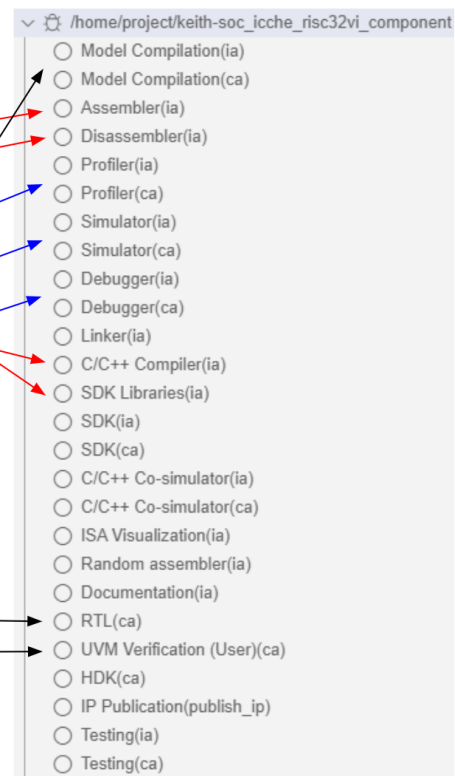 /home/project/keith-soc_icche_risc32vi_component
Model Compilation(ia)
Model Compilation(ca)
Assembler(ia)
Disassembler(ia)
Profiler(ia)
Profiler(ca)
Simulator(ia)
Simulator(ca)
Debugger(ia)
Debugger(ca)
Linker(ia)
C/C++ Compiler(ia)
SDK Libraries(ia)
SDK(ia)
SDK(ca)
C/C++ Co-simulator(ia)
C/C++ Co-simulator(ca)
ISA Visualization(ia)
Random assembler(ia)
Documentation(ia)
RTL(ca)
UVM Verification (User)(ca)
HDK(ca)
IP Publication(publish_ip)
Testing(ia)
Testing(ca)